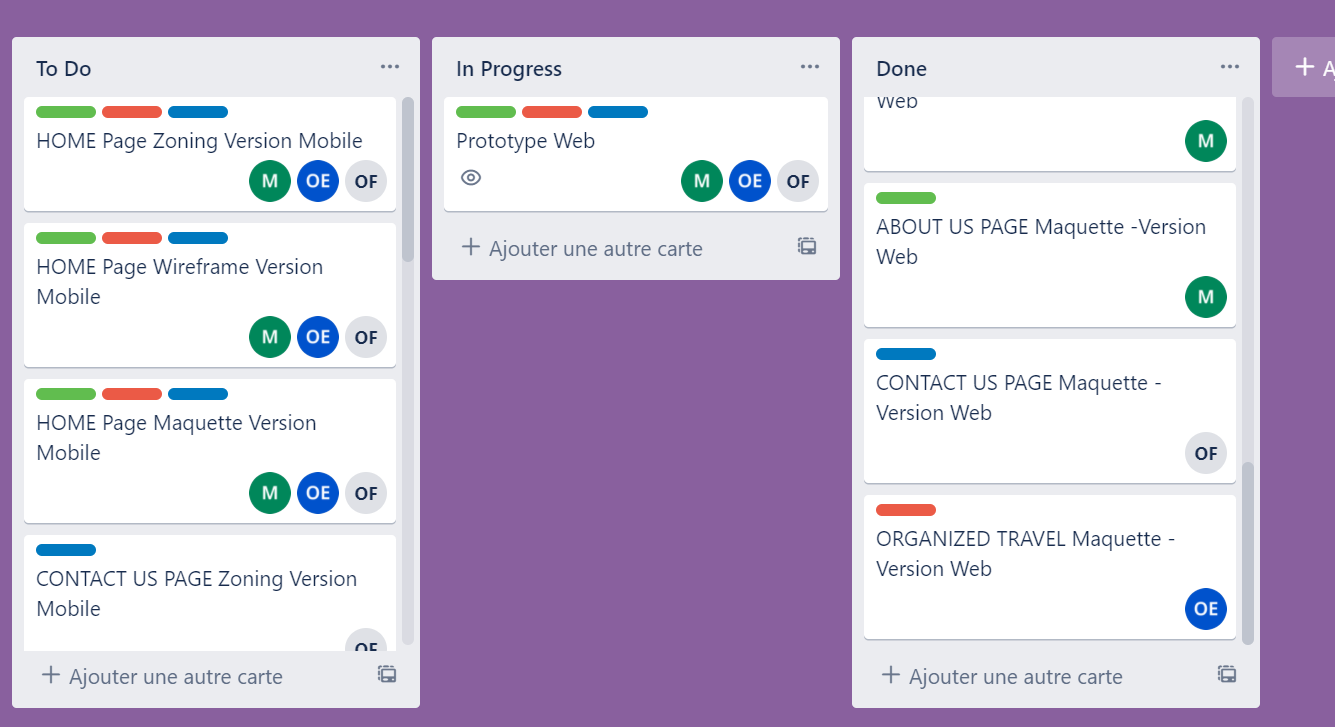 To Do
HOME Page Zoning Version Mobile
M OE OF
HOME Page Wireframe Version
Mobile
M OE OF
HOME Page Maquette Version
Mobile
M OE OF
CONTACT US PAGE Zoning Version
Mobile
OF
+ Ajouter une autre carte
In Progress
Prototype Web
M OE OF
+ Ajouter une autre carte
Done
Web
M
ABOUT US PAGE Maquette -Version
Web
M
CONTACT US PAGE Maquette -
Version Web
OF
ORGANIZED TRAVEL Maquette -
Version Web
OE
+ Ajouter une autre carte